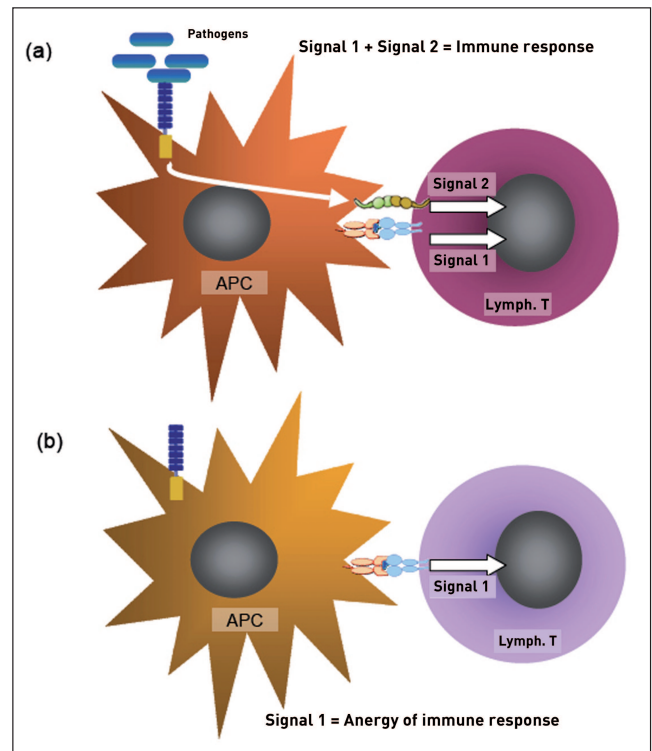 (a)
Pathogens
Signal 1 + Signal 2 = Immune response
Signal 2
Signal 1
APC
Lymph. T
(b)
Signal 1
APC
Lymph. T
Signal 1 = Anergy of immune response